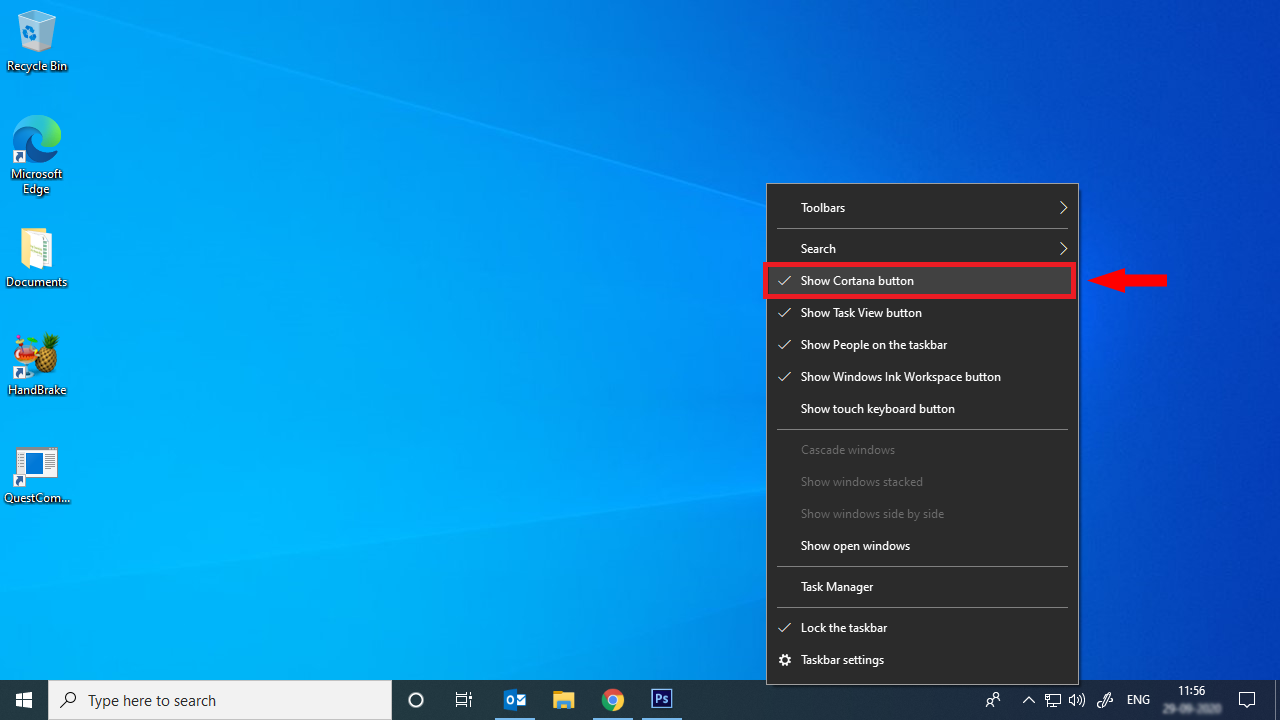 Recycle Bin
Microsoft
Edge
Documents
HandBrake
QuestCom...
Toolbars
Search
Show Cortana button
Show Task View button
Show People on the taskbar
Show Windows Ink Workspace button
Show touch keyboard button
Cascade windows
Show windows stacked
Show windows side by side
Show open windows
Task Manager
Lock the taskbar
Taskbar settings
Type here to search
Ps
ENG
11:56
29-09-2020